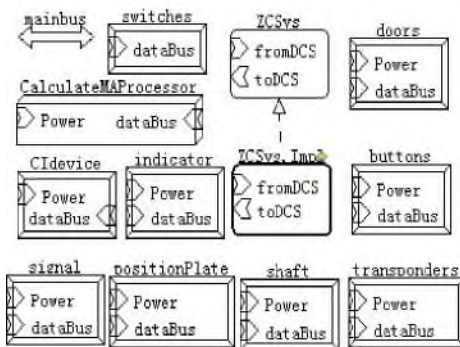 mainbus
switches
dataBus
ZCSys
fromDCS
toDCS
doors
Power
dataBus
CalculateMAProcessor
Power dataBus
CIdevice
Power
dataBus
indicator
Power
dataBus
ZCSys.Impl
fromDCS
toDCS
buttons
Power
dataBus
signal
Power
dataBus
positionPlate
Power
dataBus
shaft
Power
dataBus
transponders
Power
dataBus